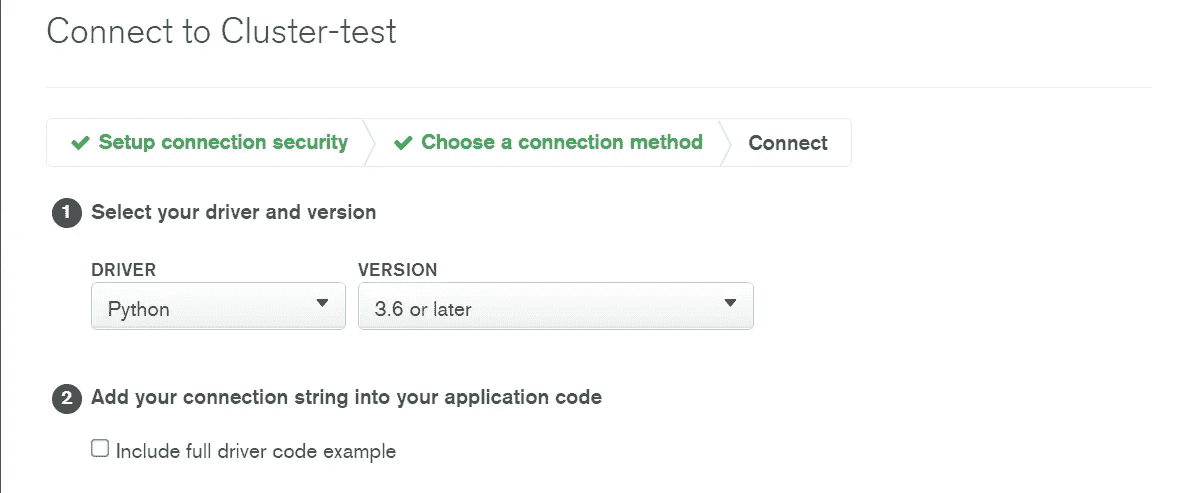 Connect to Cluster-test
✔ Setup connection security ✔ Choose a connection method Connect
1 Select your driver and version
DRIVER VERSION
Python 3.6 or later
2 Add your connection string into your application code
Include full driver code example